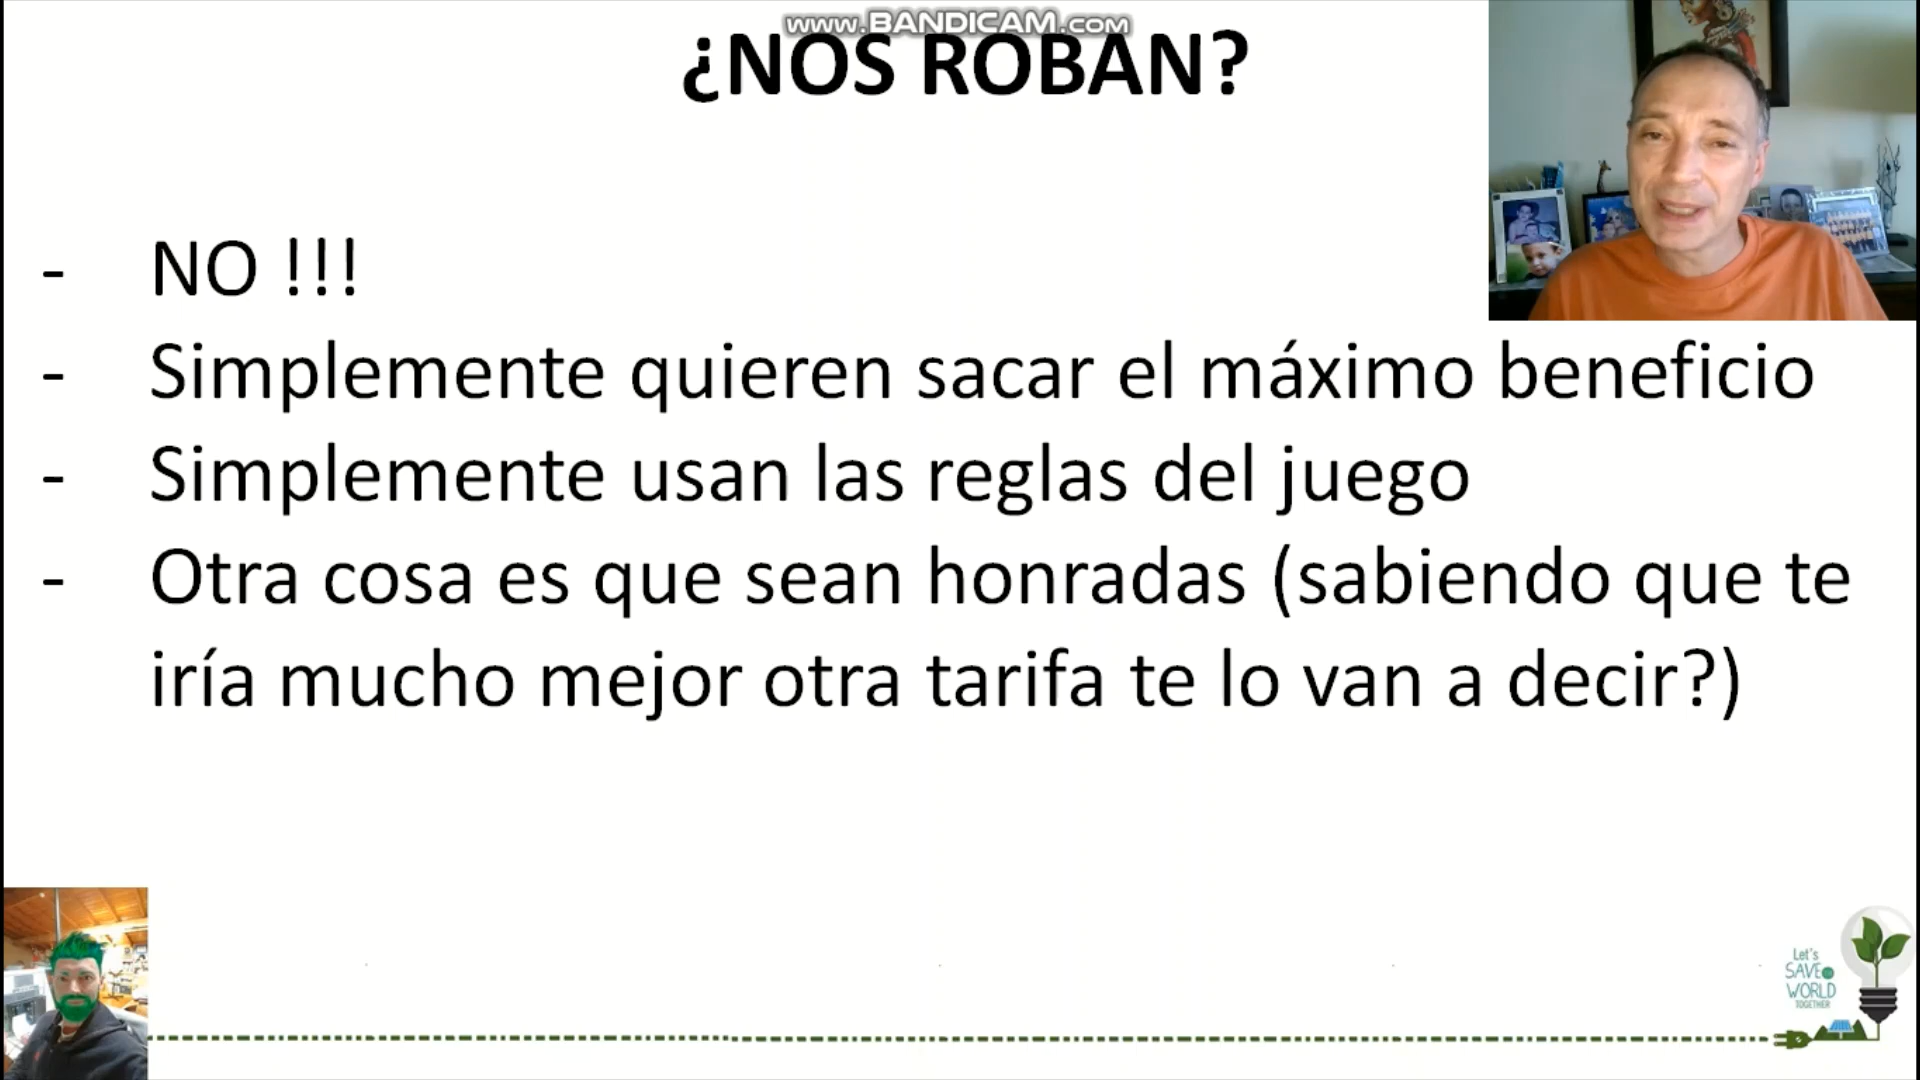 www.BANDICAM.com
¿NOS ROBAN?
- NO !!!
- Simplemente quieren sacar el máximo beneficio
- Simplemente usan las reglas del juego
- Otra cosa es que sean honradas (sabiendo que te
iría mucho mejor otra tarifa te lo van a decir?)
Let's
SAVE
WORLD
TOGETHER